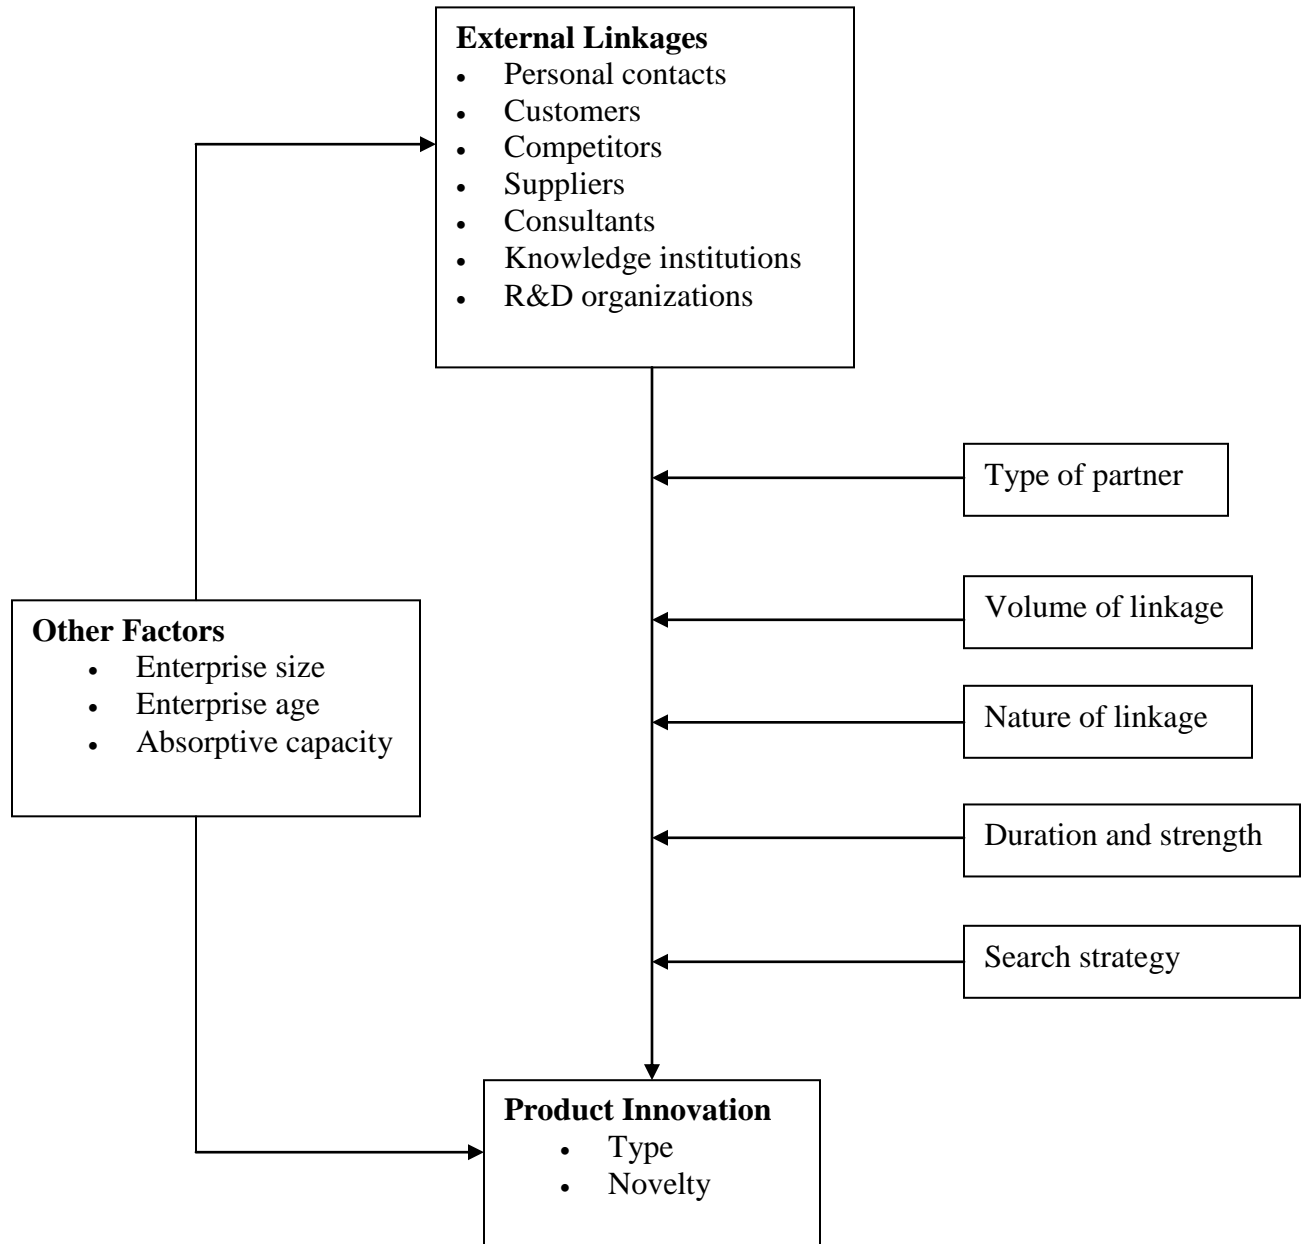 External Linkages
• Personal contacts
• Customers
• Competitors
• Suppliers
• Consultants
• Knowledge institutions
• R&D organizations
Type of partner
Volume of linkage
Other Factors
• Enterprise size
• Enterprise age
• Absorptive capacity
Nature of linkage
Duration and strength
Search strategy
Product Innovation
• Type
• Novelty